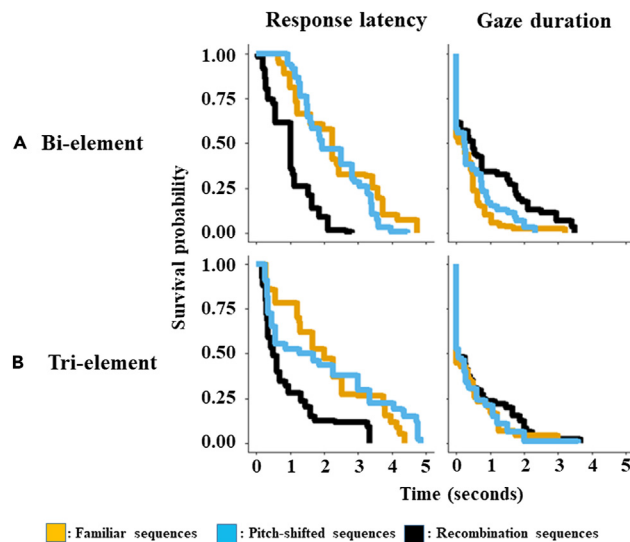 Response latency
Gaze duration
A Bi-element
1.00
0.75
0.50
0.25
0.00
B Tri-element
1.00
0.75
0.50
0.25
0.00
Survival probability
0 1 2 3 4 5
0 1 2 3 4 5
Time (seconds)
: Familiar sequences : Pitch-shifted sequences : Recombination sequences